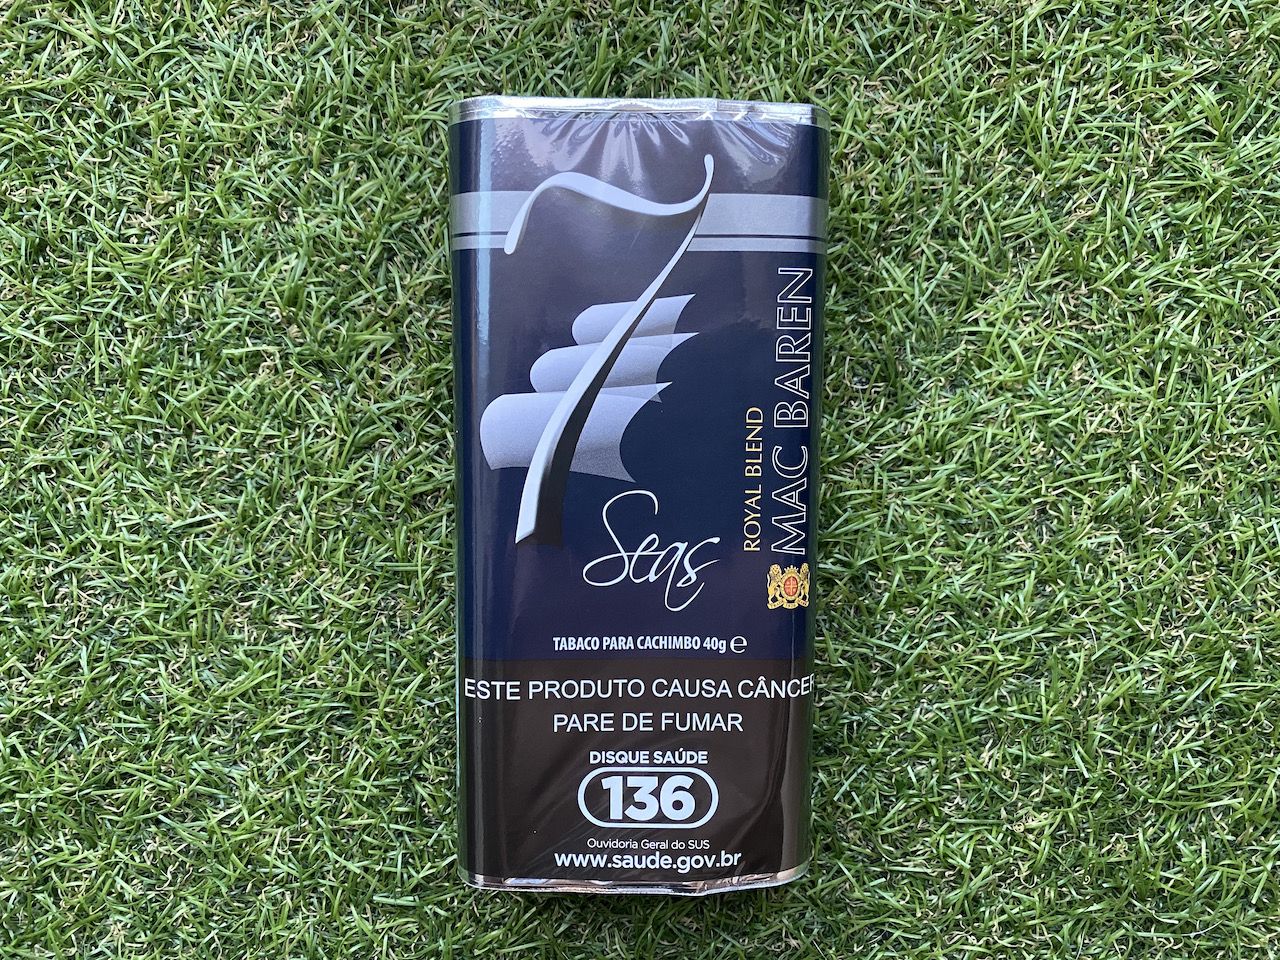 7
Seas
ROYAL BLEND
MAC BAREN
TABACO PARA CACHIMBO 40g ℮
ESTE PRODUTO CAUSA CÂNCER
PARE DE FUMAR
DISQUE SAÚDE
136
Ouvidoria Geral do SUS
www.saude.gov.br